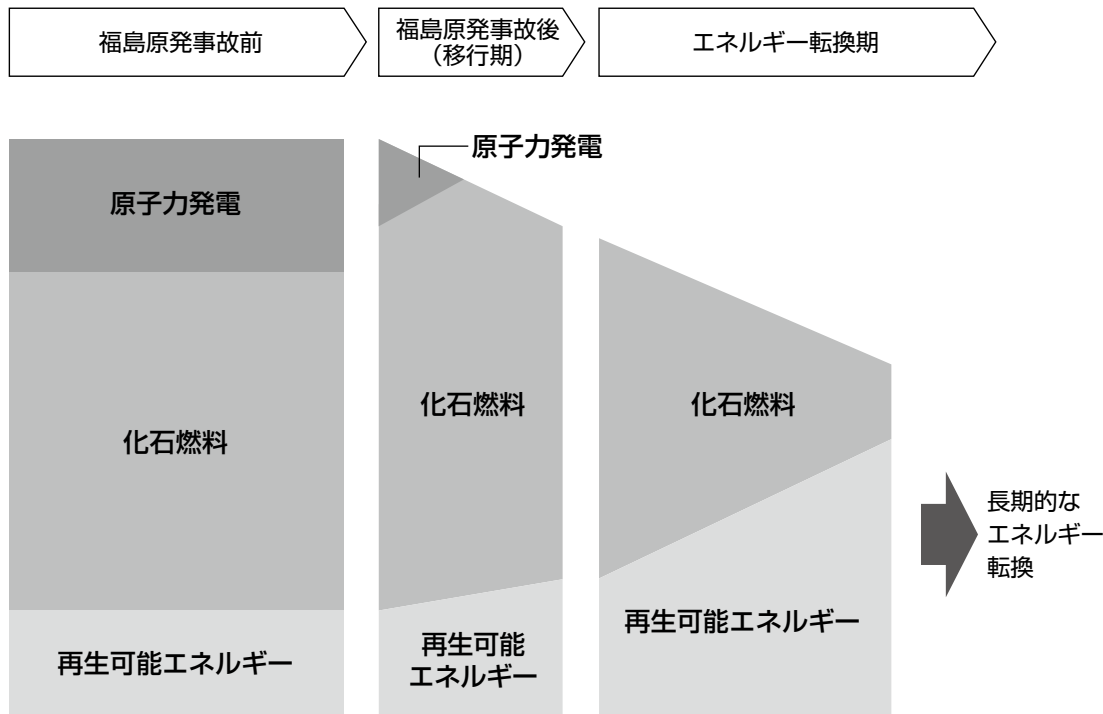 福島原発事故前
福島原発事故後
（移行期）
エネルギー転換期
原子力発電
化石燃料
再生可能エネルギー
原子力発電
化石燃料
再生可能
エネルギー
化石燃料
再生可能エネルギー
長期的な
エネルギー
転換